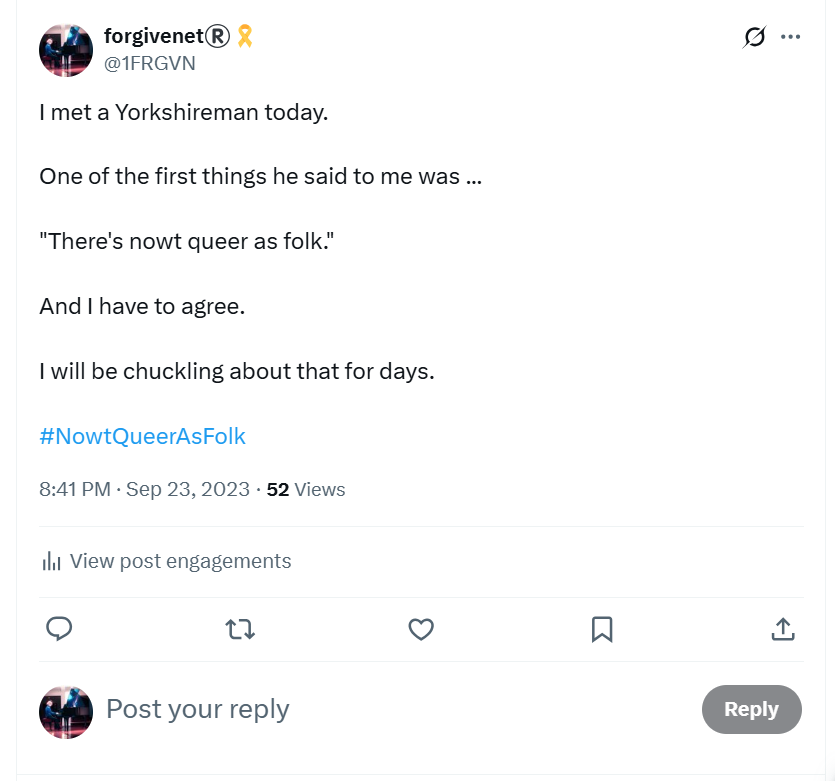 forgivenet® 🎗
@1FRGVN
I met a Yorkshireman today.
One of the first things he said to me was ...
"There's nowt queer as folk."
And I have to agree.
I will be chuckling about that for days.
#NowtQueerAsFolk
8:41 PM · Sep 23, 2023 · 52 Views
View post engagements
Post your reply
Reply